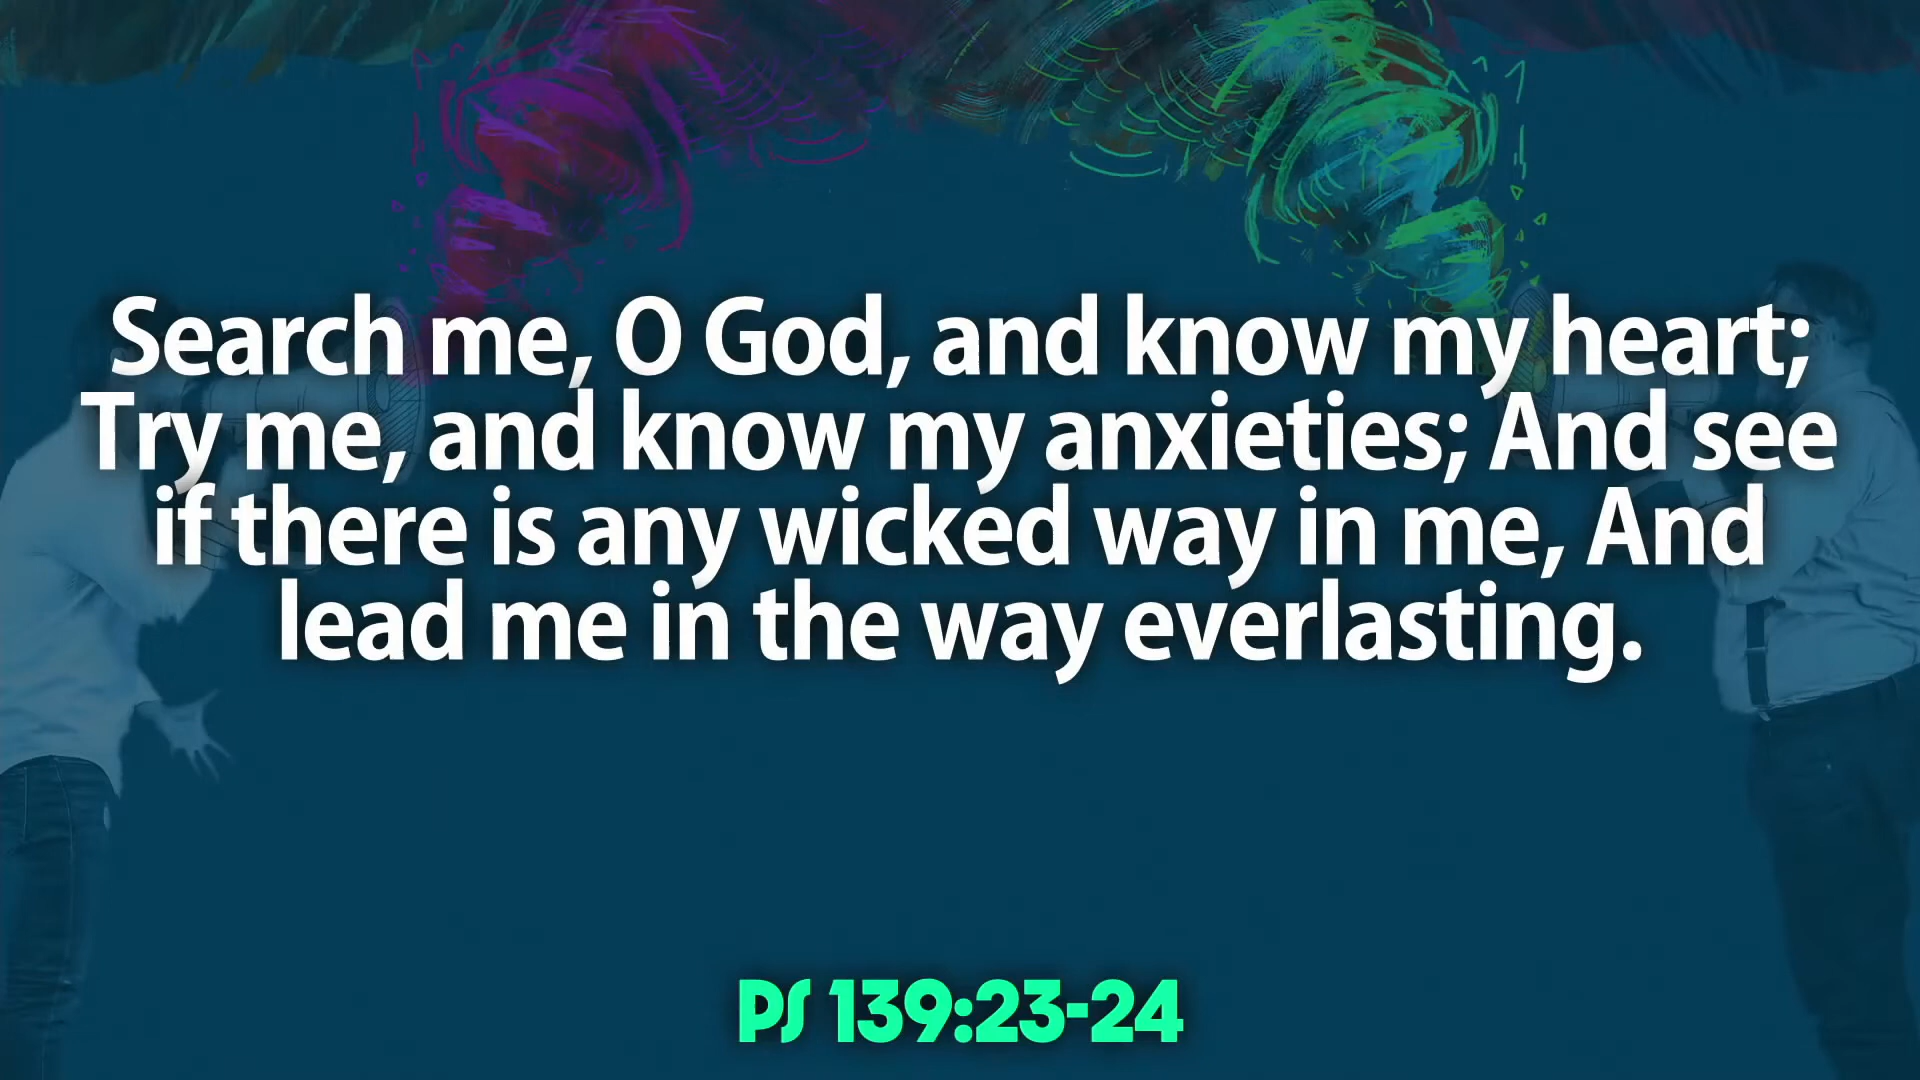 Search me, O God, and know my heart;
Try me, and know my anxieties; And see
if there is any wicked way in me, And
lead me in the way everlasting.
PS 139:23-24